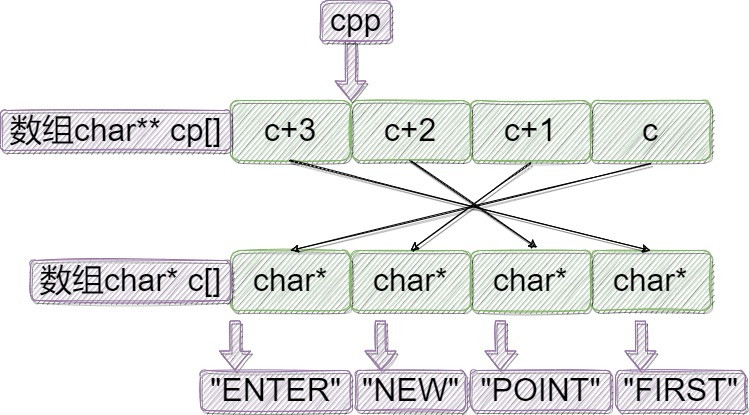 cpp
数组char** cp[] c+3 c+2 c+1 c
数组char* c[] char* char* char* char*
"ENTER" "NEW" "POINT" "FIRST"